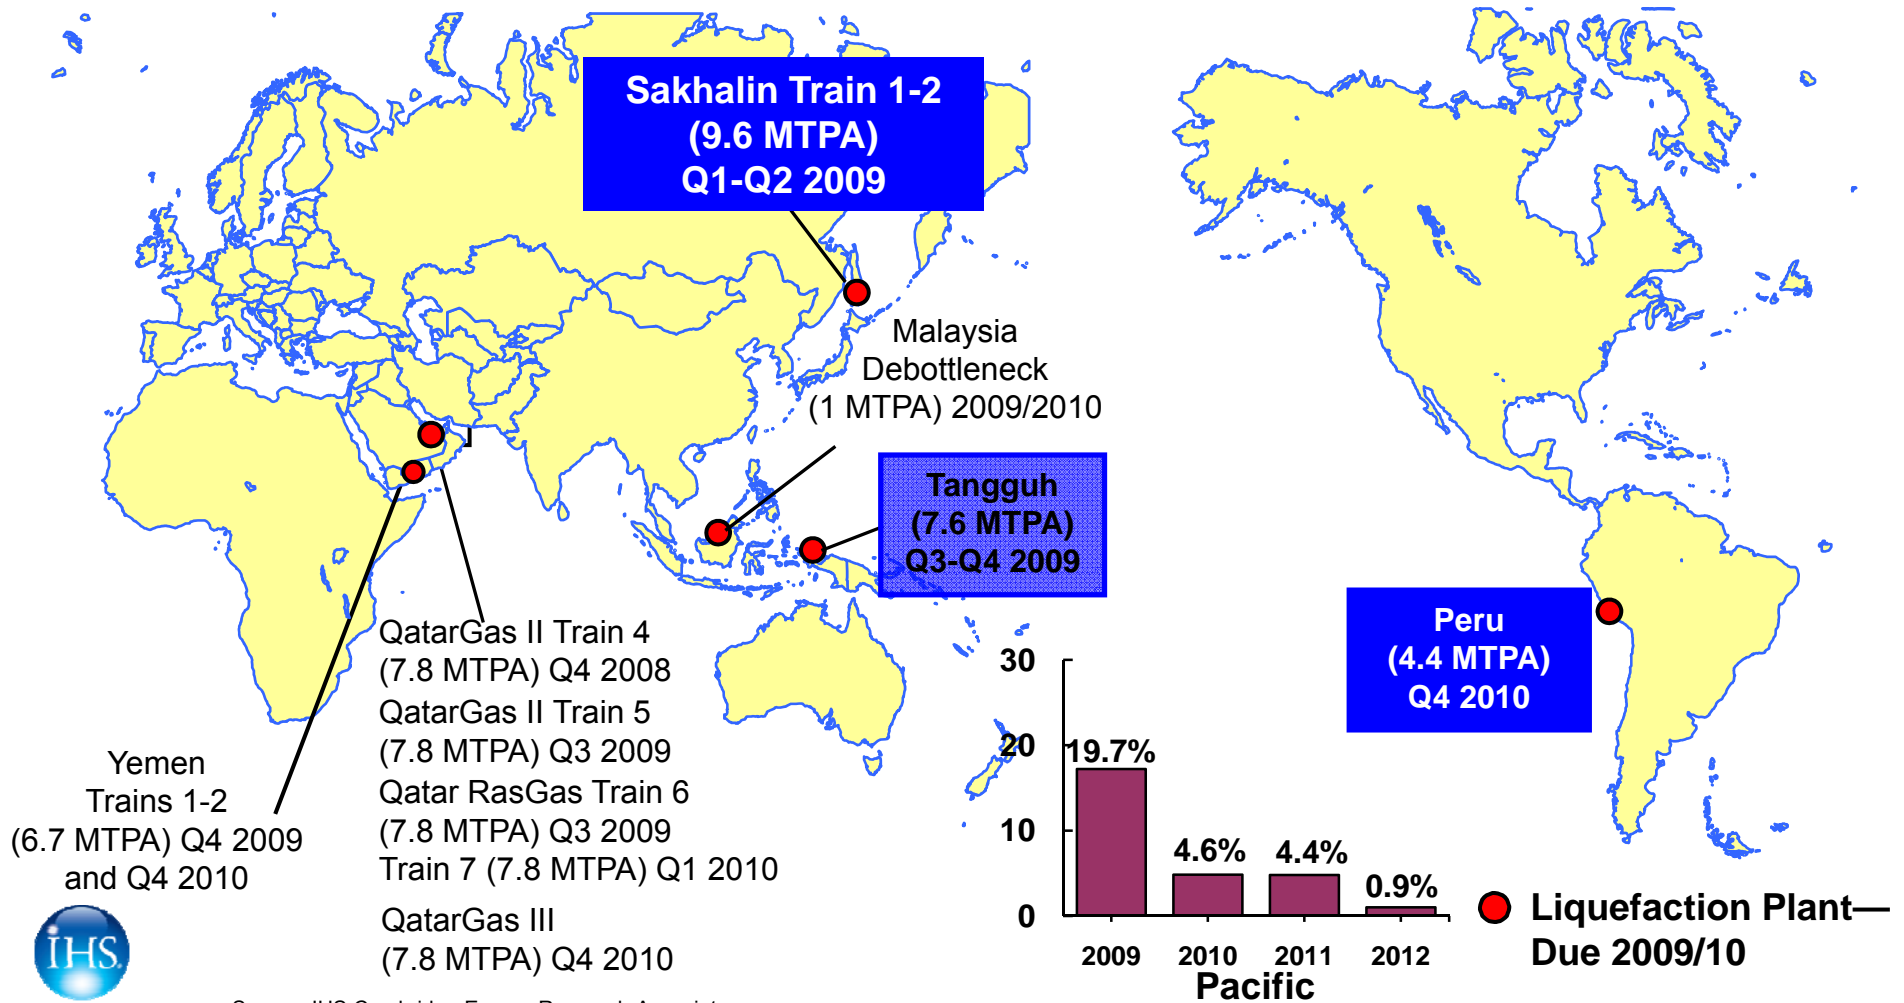 Sakhalin Train 1-2
(9.6 MTPA)
Q1-Q2 2009
Malaysia
Debottleneck
(1 MTPA) 2009/2010
Tangguh
(7.6 MTPA)
Q3-Q4 2009
Peru
(4.4 MTPA)
Q4 2010
QatarGas II Train 4
(7.8 MTPA) Q4 2008
QatarGas II Train 5
(7.8 MTPA) Q3 2009
Qatar RasGas Train 6
(7.8 MTPA) Q3 2009
Train 7 (7.8 MTPA) Q1 2010
QatarGas III
(7.8 MTPA) Q4 2010
Yemen
Trains 1-2
(6.7 MTPA) Q4 2009
and Q4 2010
30
20
10
0
19.7%
4.6%
4.4%
0.9%
2009 2010 2011 2012
Pacific
Liquefaction Plant—
Due 2009/10
IHS